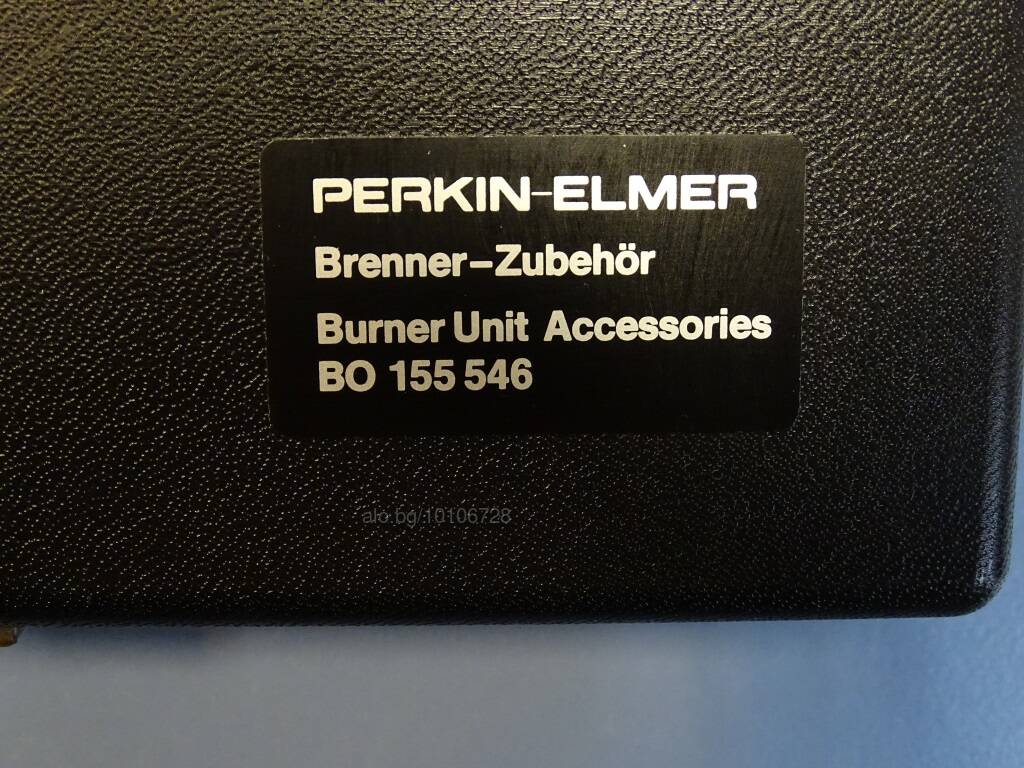 PERKIN-ELMER
Brenner-Zubehör
Burner Unit Accessories
BO 155 546
alo.bg/10106728